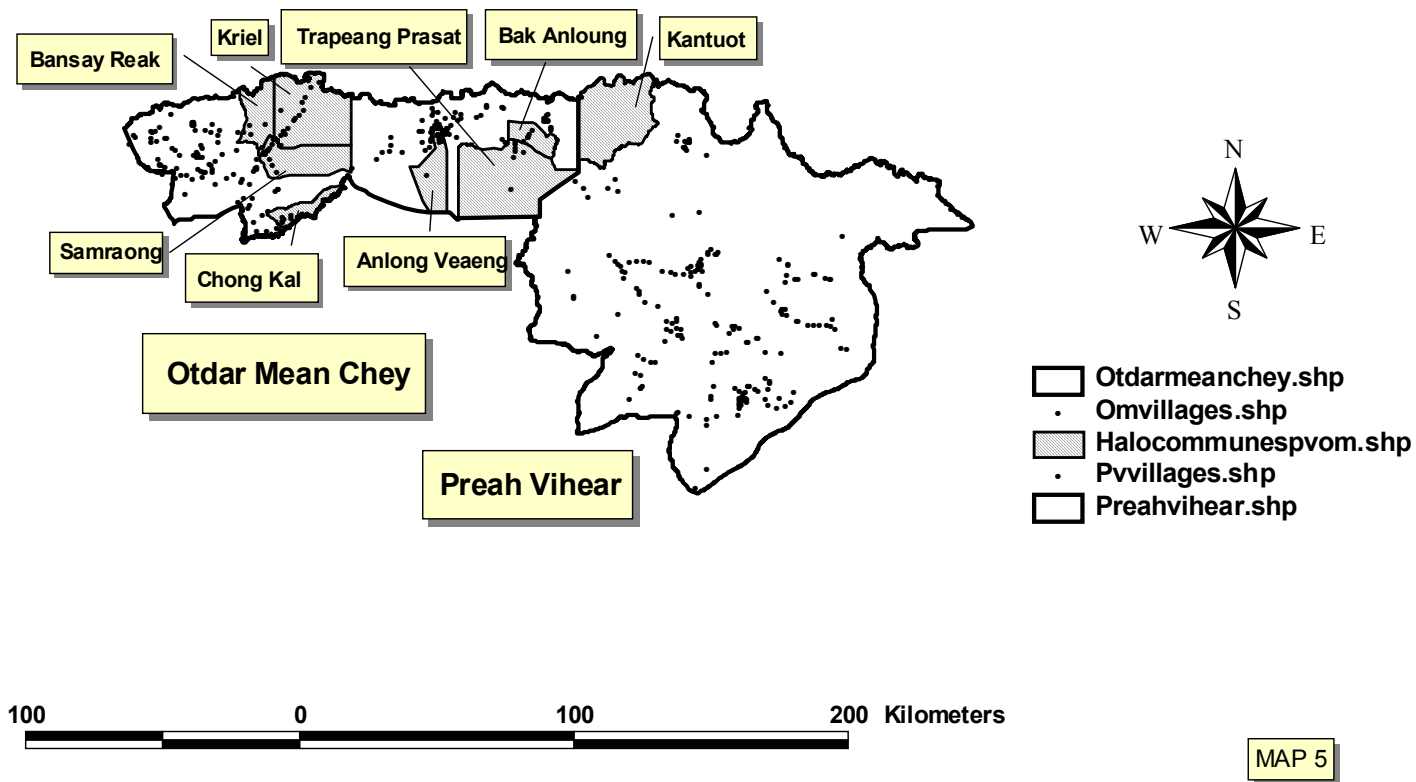 Kriel
Trapeang Prasat
Bak Anloung
Kantuot
Bansay Reak
Samraong
Chong Kal
Anlong Veaeng
Otdar Mean Chey
Preah Vihear
N
W
E
S
Otdarmeanchey.shp
Omvillages.shp
Halocommunespvom.shp
Pvvillages.shp
Preahvihear.shp
100 0 100 200 Kilometers
MAP 5